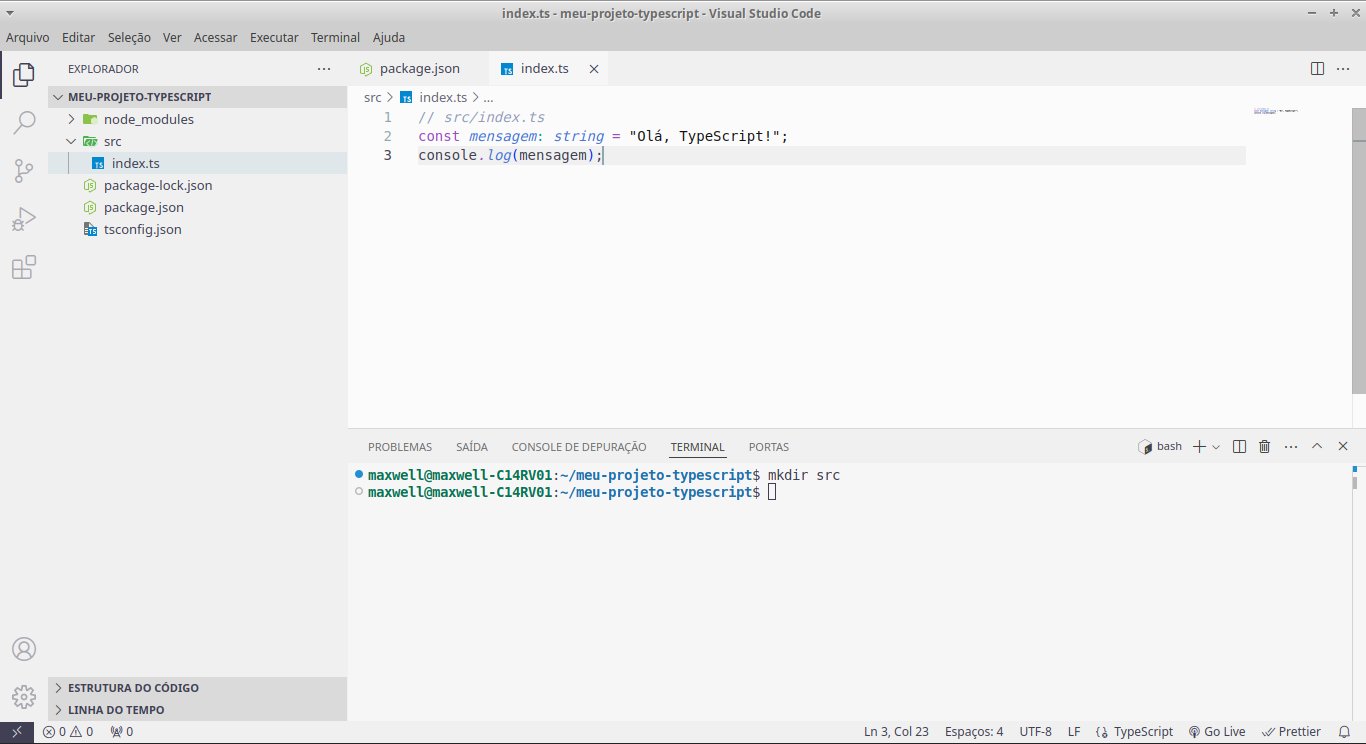 index.ts - meu-projeto-typescript - Visual Studio Code
Arquivo Editar Seleção Ver Acessar Executar Terminal Ajuda
EXPLORADOR
MEU-PROJETO-TYPESCRIPT
node_modules
src
index.ts
package-lock.json
package.json
tsconfig.json
ESTRUTURA DO CÓDIGO
LINHA DO TEMPO
package.json index.ts
src > index.ts > ...
1 // src/index.ts
2 const mensagem: string = "Olá, TypeScript!";
3 console.log(mensagem);
PROBLEMAS SAÍDA CONSOLE DE DEPURAÇÃO TERMINAL PORTAS bash
maxwell@maxwell-C14RV01:~/meu-projeto-typescript$ mkdir src
maxwell@maxwell-C14RV01:~/meu-projeto-typescript$
0 0 0 Ln 3, Col 23 Espaços: 4 UTF-8 LF {} TypeScript Go Live Prettier